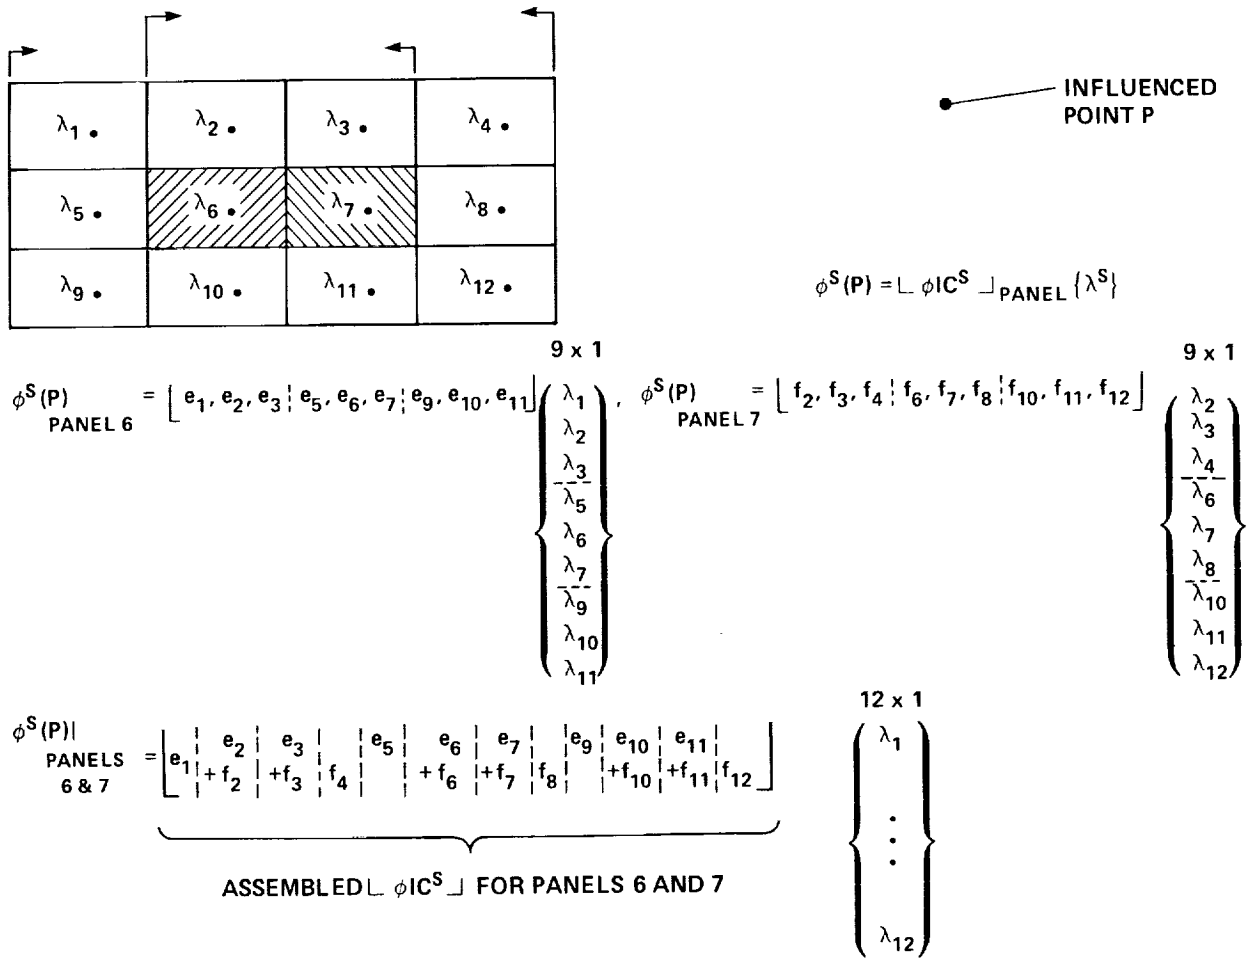 INFLUENCED
POINT P
λ1 λ2 λ3 λ4
λ5 λ6 λ7 λ8
λ9 λ10 λ11 λ12
φS(P) = ⌊ φICS ⌋PANEL {λS}
9 x 1
9 x 1
φS(P) PANEL 6 = ⌊ e1, e2, e3 ¦ e5, e6, e7 ¦ e9, e10, e11 ⌋ , φS(P) PANEL 7 = ⌊ f2, f3, f4 ¦ f6, f7, f8 ¦ f10, f11, f12 ⌋
λ1
λ2
λ3
λ5
λ6
λ7
λ9
λ10
λ11
λ2
λ3
λ4
λ6
λ7
λ8
λ10
λ11
λ12
12 x 1
φS(P)|
PANELS
6 & 7
= ⌊ e1 ¦ e2 + f2 ¦ e3 + f3 ¦ f4 ¦ e5 ¦ e6 + f6 ¦ e7 + f7 ¦ f8 ¦ e9 ¦ e10 + f10 ¦ e11 + f11 ¦ f12 ⌋
λ1
⋮
λ12
ASSEMBLED ⌊ φICS ⌋ FOR PANELS 6 AND 7